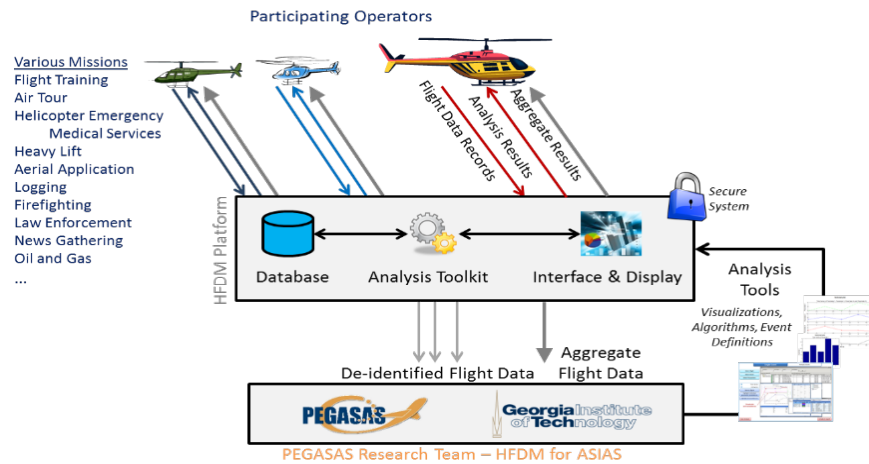 Participating Operators
Various Missions
Flight Training
Air Tour
Helicopter Emergency
Medical Services
Heavy Lift
Aerial Application
Logging
Firefighting
Law Enforcement
News Gathering
Oil and Gas
...
Flight Data Records
Analysis Results
Aggregate Results
Secure
System
HFDM Platform
Database
Analysis Toolkit
Interface & Display
Analysis
Tools
Visualizations,
Algorithms, Event
Definitions
De-identified Flight Data
Aggregate
Flight Data
PEGASAS
Georgia Institute
of Technology
PEGASAS Research Team – HFDM for ASIAS